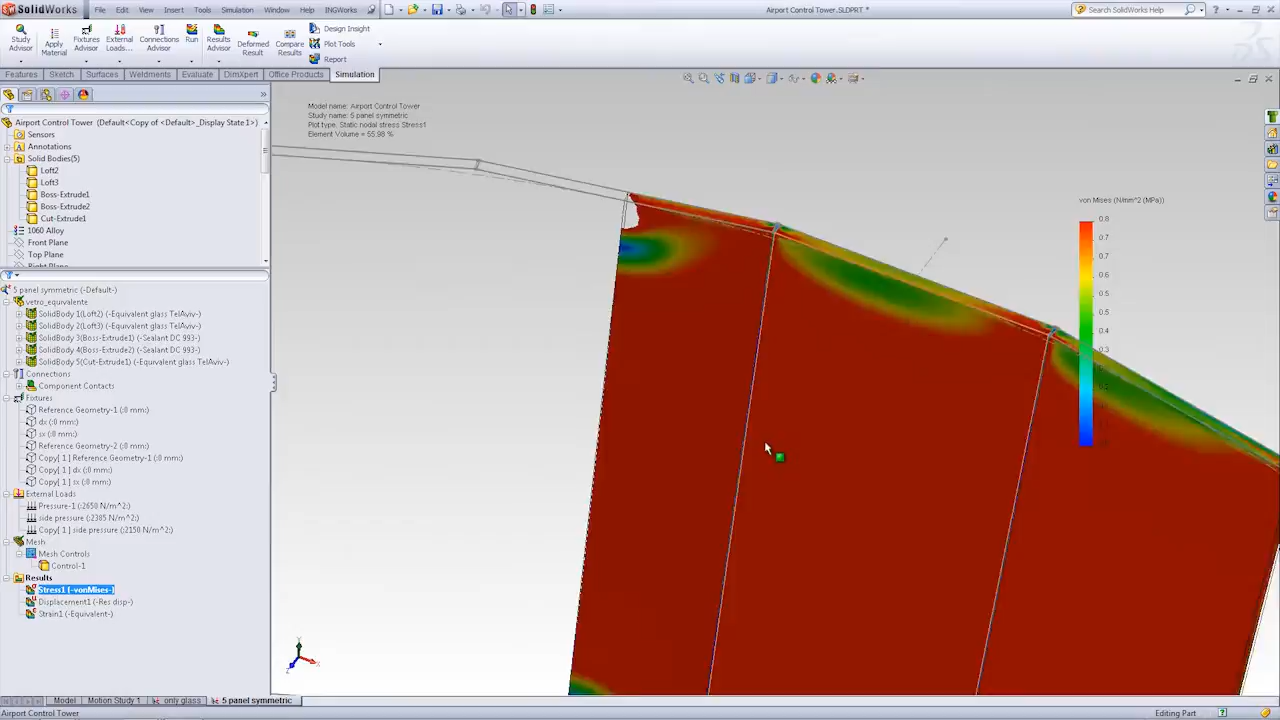 SolidWorks
File Edit View Insert Tools Simulation Window Help INGWorks
Airport Control Tower.SLDPRT *
Search SolidWorks Help
Study Advisor
Apply Material
Fixtures Advisor
External Loads...
Connections Advisor
Run
Results Advisor
Deformed Result
Compare Results
Design Insight
Plot Tools
Report
Features Sketch Surfaces Weldments Evaluate DimXpert Office Products Simulation
Airport Control Tower (Default<Copy of <Default>_Display State 1>)
Sensors
Annotations
Solid Bodies(5)
Loft2
Loft3
Boss-Extrude1
Boss-Extrude2
Cut-Extrude1
1060 Alloy
Front Plane
Top Plane
Right Plane
5 panel symmetric (-Default-)
vetro_equivalente
SolidBody 1(Loft2) (-Equivalent glass TelAviv-)
SolidBody 2(Loft3) (-Equivalent glass TelAviv-)
SolidBody 3(Boss-Extrude1) (-Sealant DC 993-)
SolidBody 4(Boss-Extrude2) (-Sealant DC 993-)
SolidBody 5(Cut-Extrude1) (-Equivalent glass TelAviv-)
Connections
Component Contacts
Fixtures
Reference Geometry-1 (:0 mm:)
dx (:0 mm:)
sx (:0 mm:)
Reference Geometry-2 (:0 mm:)
Copy[ 1 ] Reference Geometry-1 (:0 mm:)
Copy[ 1 ] dx (:0 mm:)
Copy[ 1 ] sx (:0 mm:)
External Loads
Pressure-1 (:2650 N/m^2:)
side pressure (:2385 N/m^2:)
Copy[ 1 ] side pressure (:2150 N/m^2:)
Mesh
Mesh Controls
Control-1
Results
Stress1 (-vonMises-)
Displacement1 (-Res disp-)
Strain1 (-Equivalent-)
Model name: Airport Control Tower
Study name: 5 panel symmetric
Plot type: Static nodal stress Stress1
Element Volume = 55.98 %
von Mises (N/mm^2 (MPa))
0.8
0.7
0.6
0.5
0.4
0.3
Y
X
Z
Model Motion Study 1 only glass 5 panel symmetric
Airport Control Tower
Editing Part